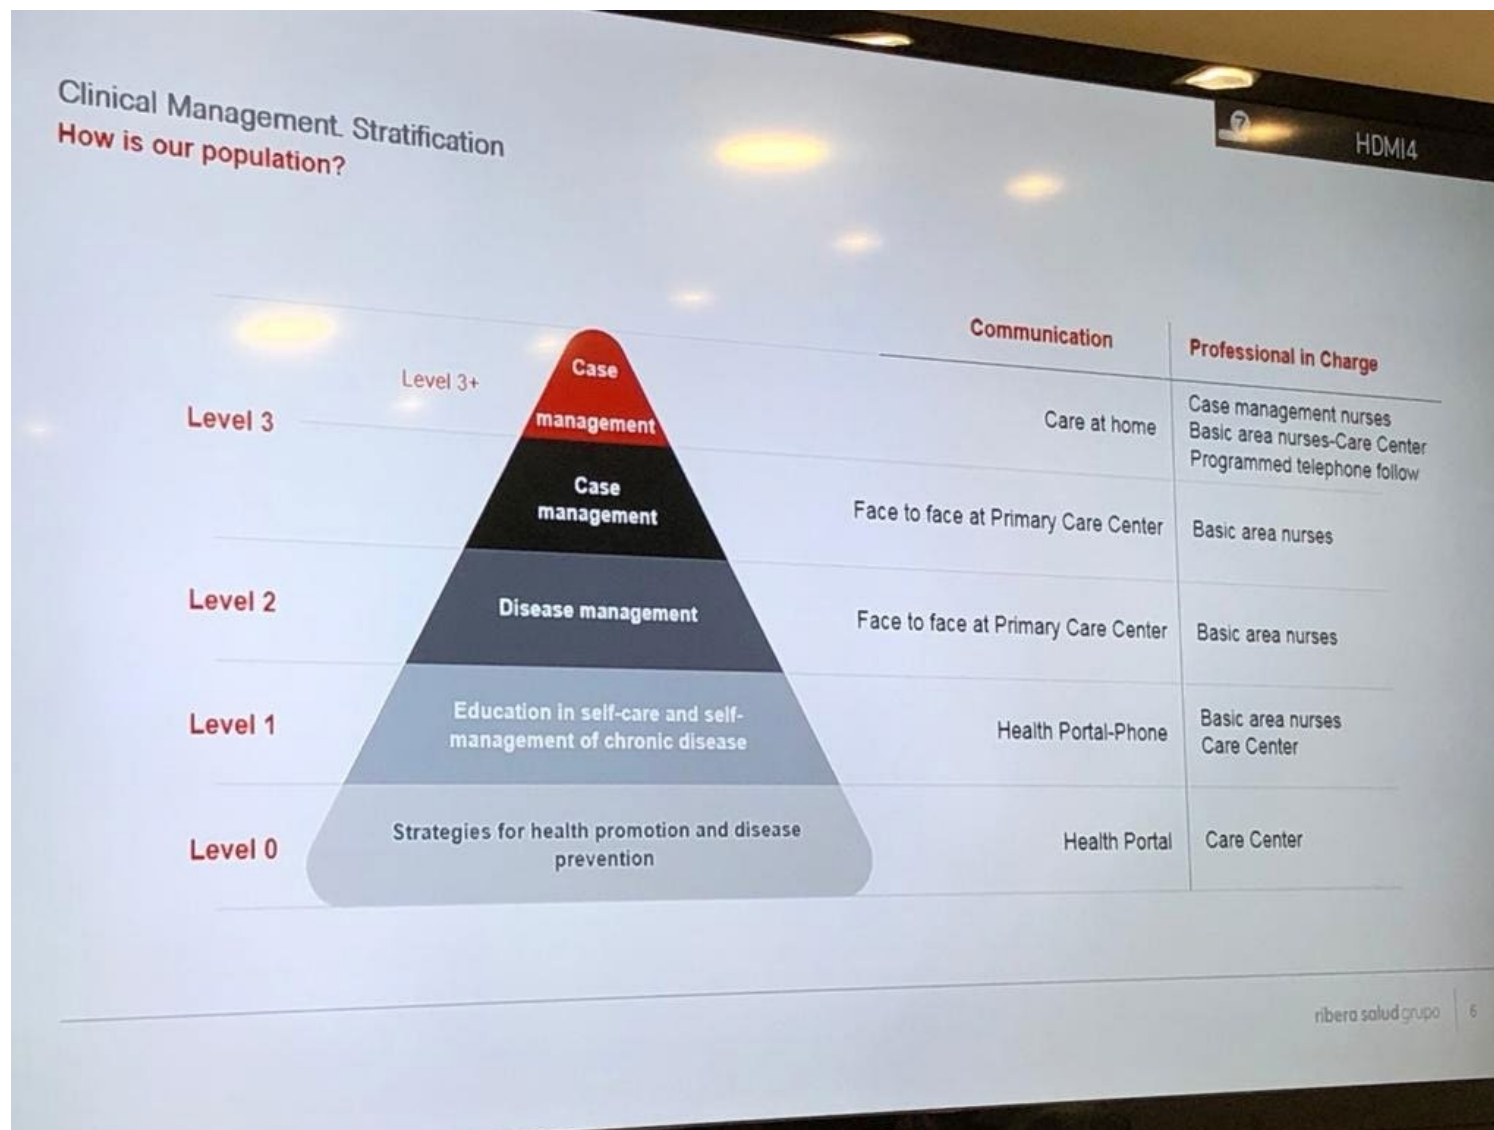 Clinical Management. Stratification
How is our population?
7
HDMI4
Communication
Professional in Charge
Level 3+
Level 3
Case
management
Care at home
Case management nurses
Basic area nurses-Care Center
Programmed telephone follow
Case
management
Face to face at Primary Care Center
Basic area nurses
Level 2
Disease management
Face to face at Primary Care Center
Basic area nurses
Level 1
Education in self-care and self-
management of chronic disease
Health Portal-Phone
Basic area nurses
Care Center
Level 0
Strategies for health promotion and disease
prevention
Health Portal
Care Center
ribera salud grupo
6